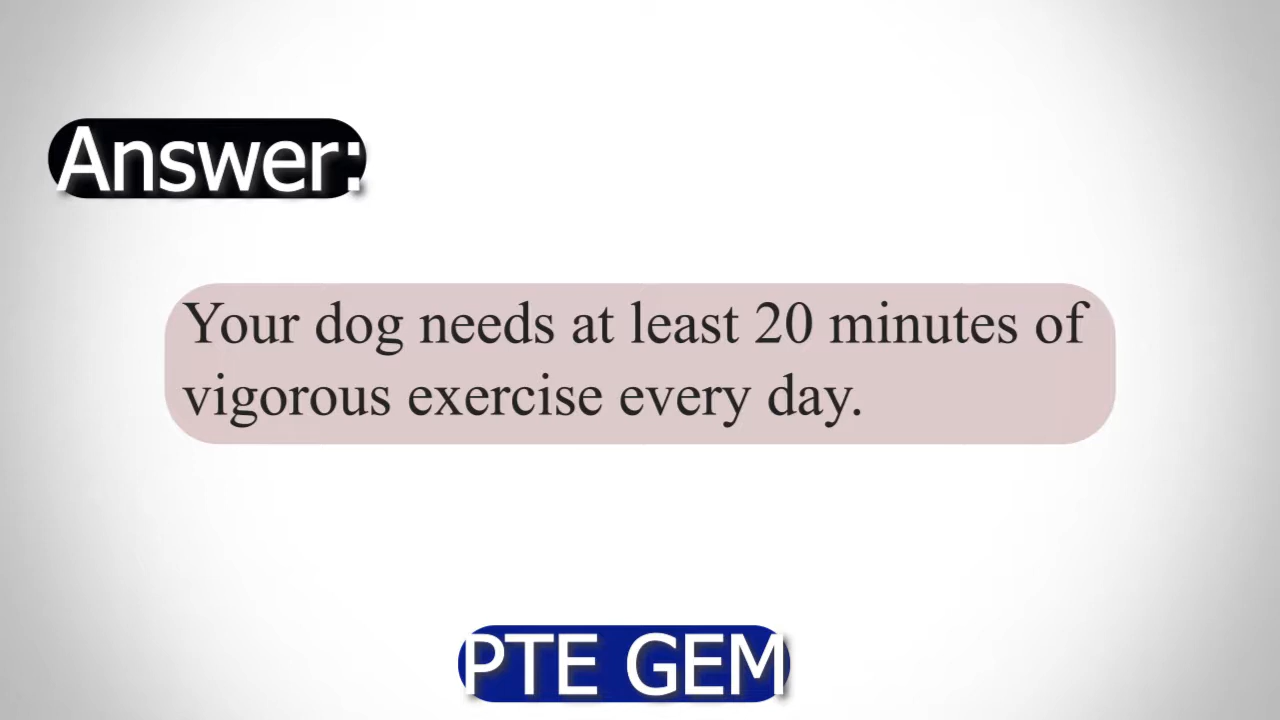 Answer:
Your dog needs at least 20 minutes of
vigorous exercise every day.
PTE GEM